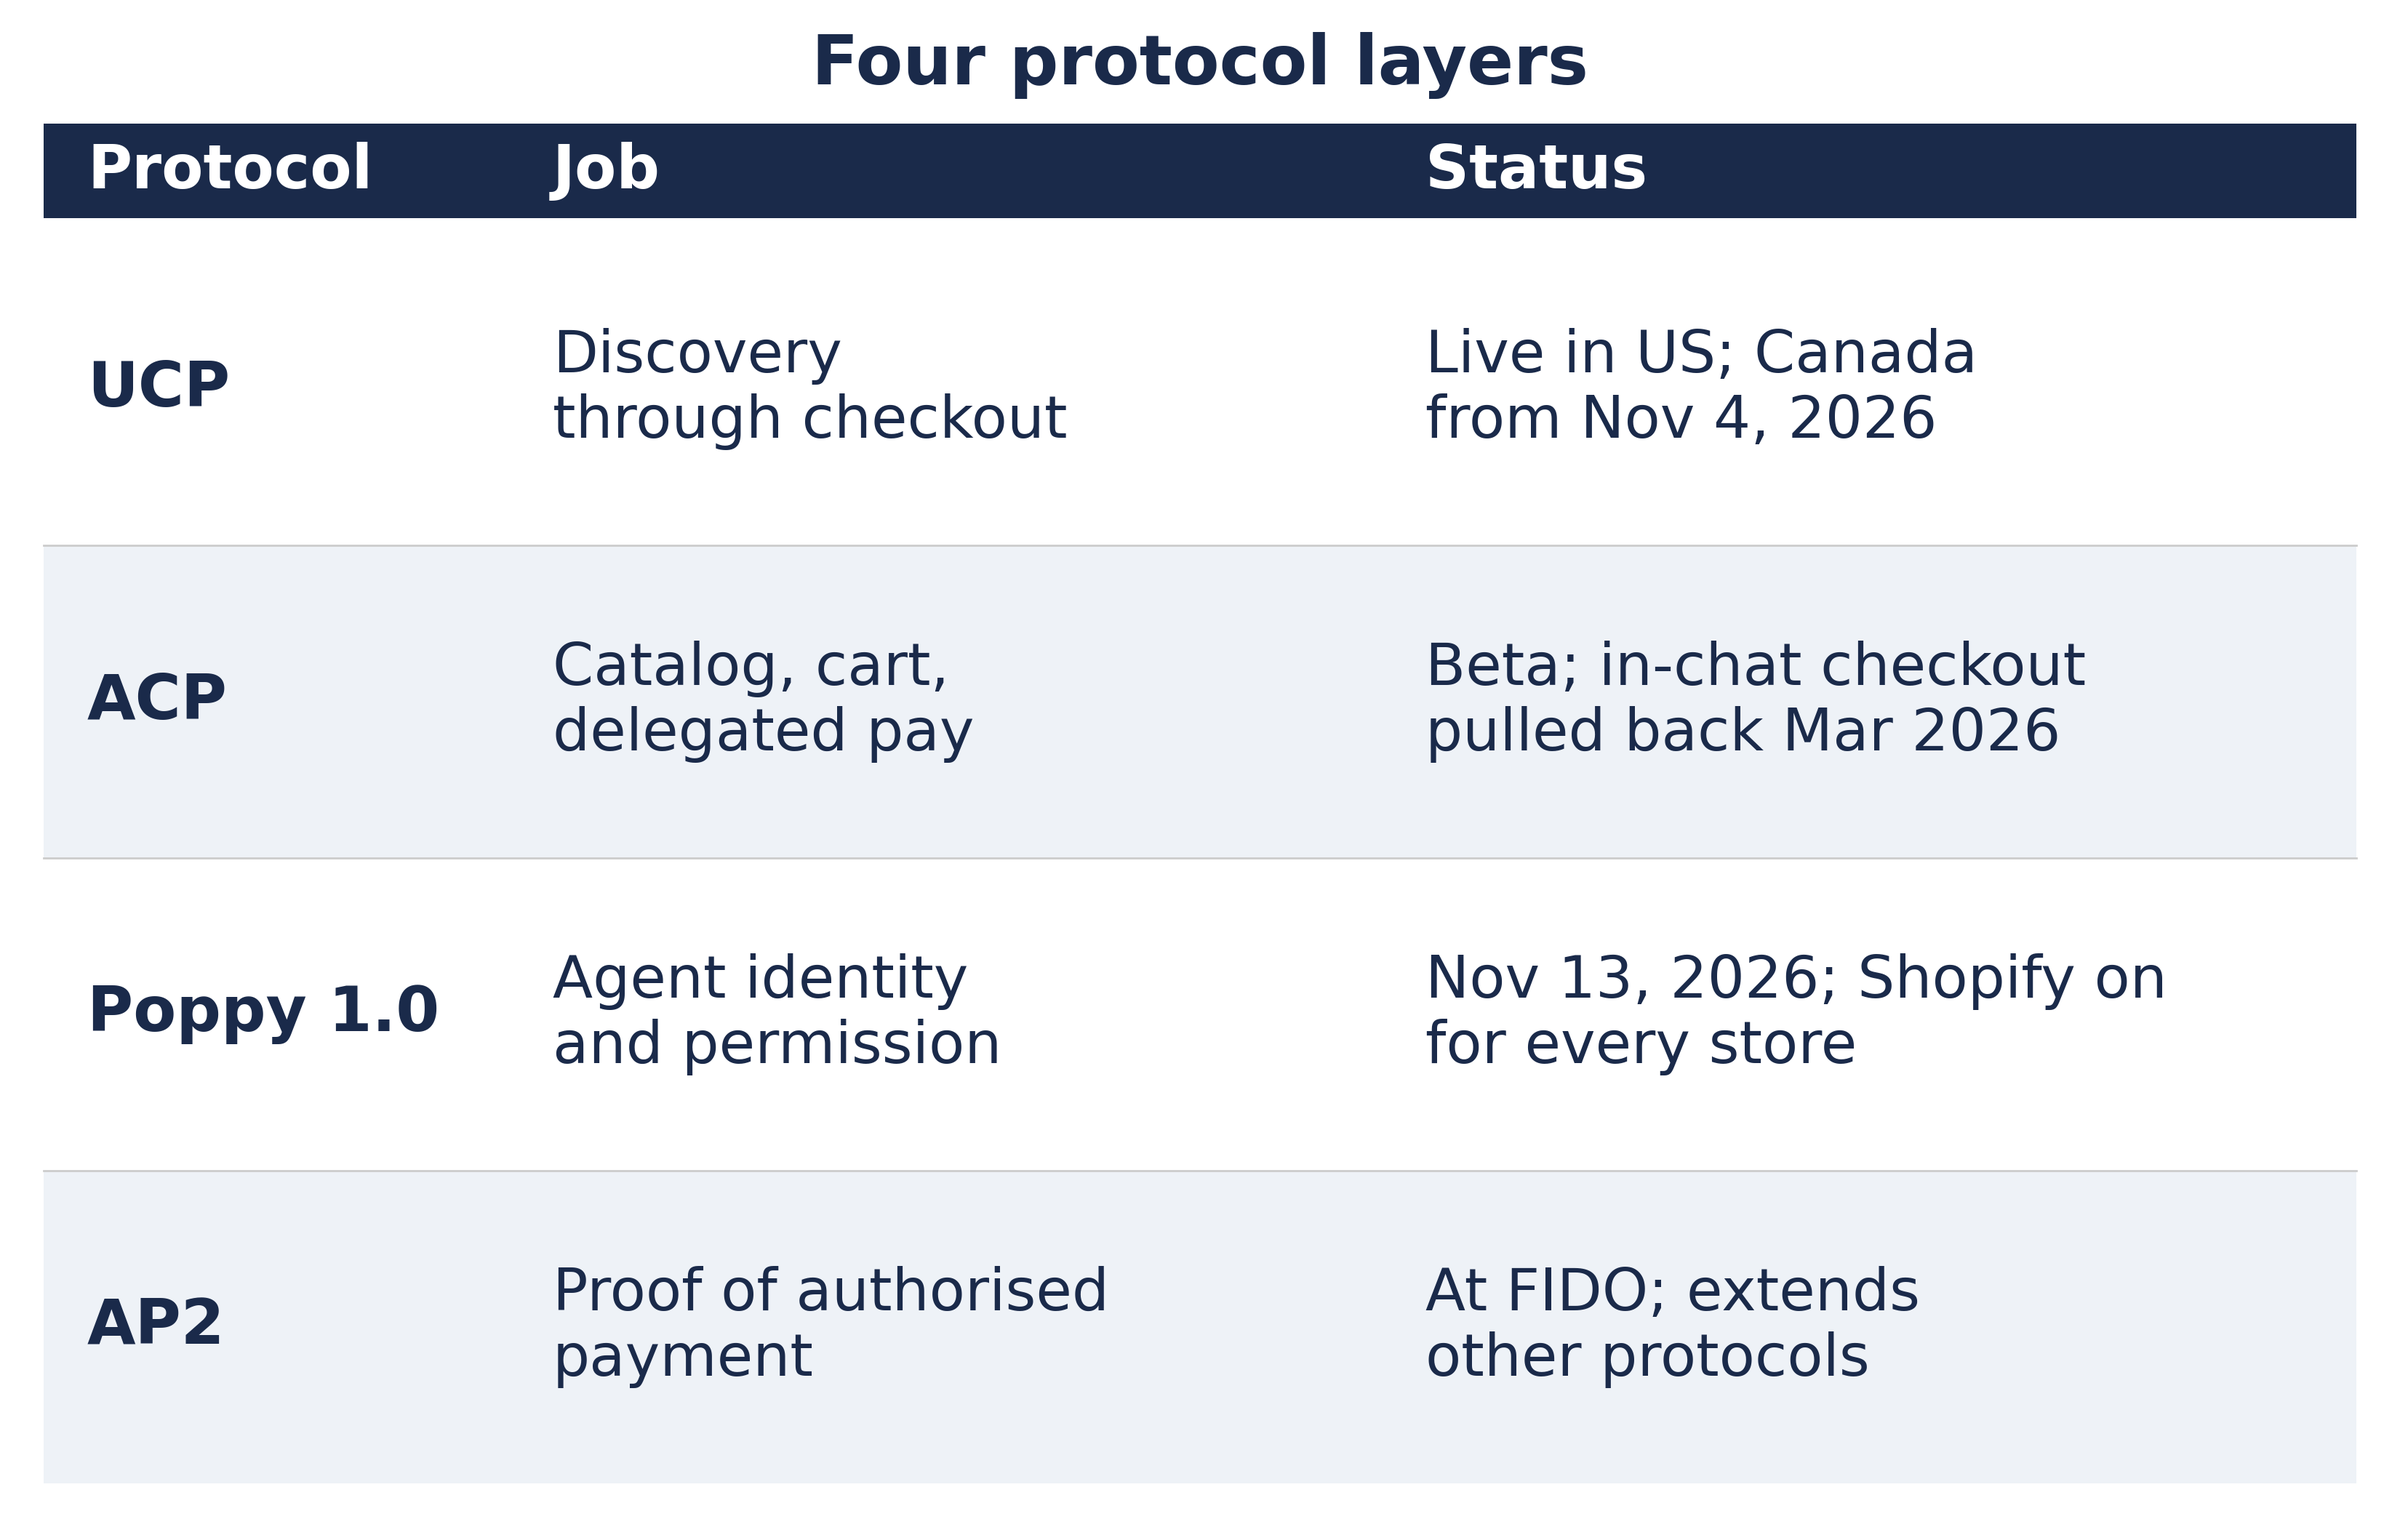 Four protocol layers
Protocol Job Status
UCP
Discovery
through checkout
Live in US; Canada
from Nov 4, 2026
ACP
Catalog, cart,
delegated pay
Beta; in-chat checkout
pulled back Mar 2026
Poppy 1.0
Agent identity
and permission
Nov 13, 2026; Shopify on
for every store
AP2
Proof of authorised
payment
At FIDO; extends
other protocols